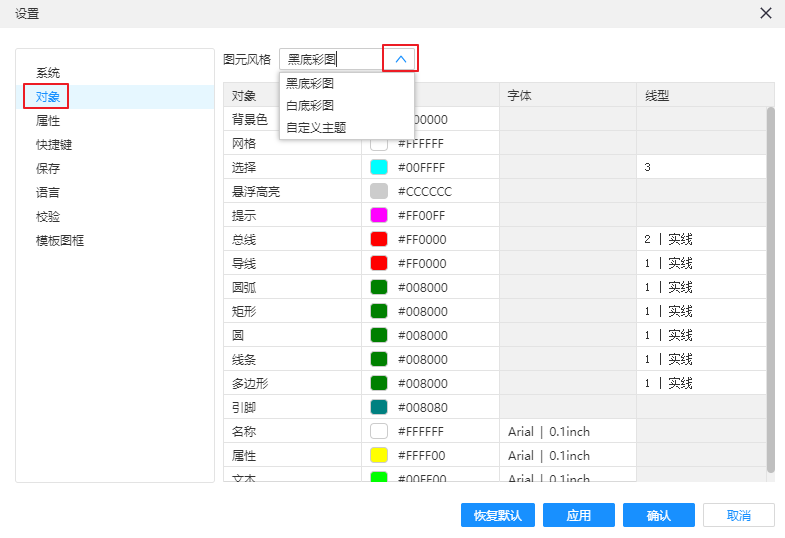 设置
系统
对象
属性
快捷键
保存
语言
校验
模板图框
图元风格 黑底彩图
黑底彩图
白底彩图
自定义主题
对象 字体 线型
背景色 00000
网格 #FFFFFF
选择 #00FFFF 3
悬浮高亮 #CCCCCC
提示 #FF00FF
总线 #FF0000 2 | 实线
导线 #FF0000 1 | 实线
圆弧 #008000 1 | 实线
矩形 #008000 1 | 实线
圆 #008000 1 | 实线
线条 #008000 1 | 实线
多边形 #008000 1 | 实线
引脚 #008080
名称 #FFFFFF Arial | 0.1inch
属性 #FFFF00 Arial | 0.1inch
文本 #00FF00 Arial | 0.1inch
恢复默认 应用 确认 取消